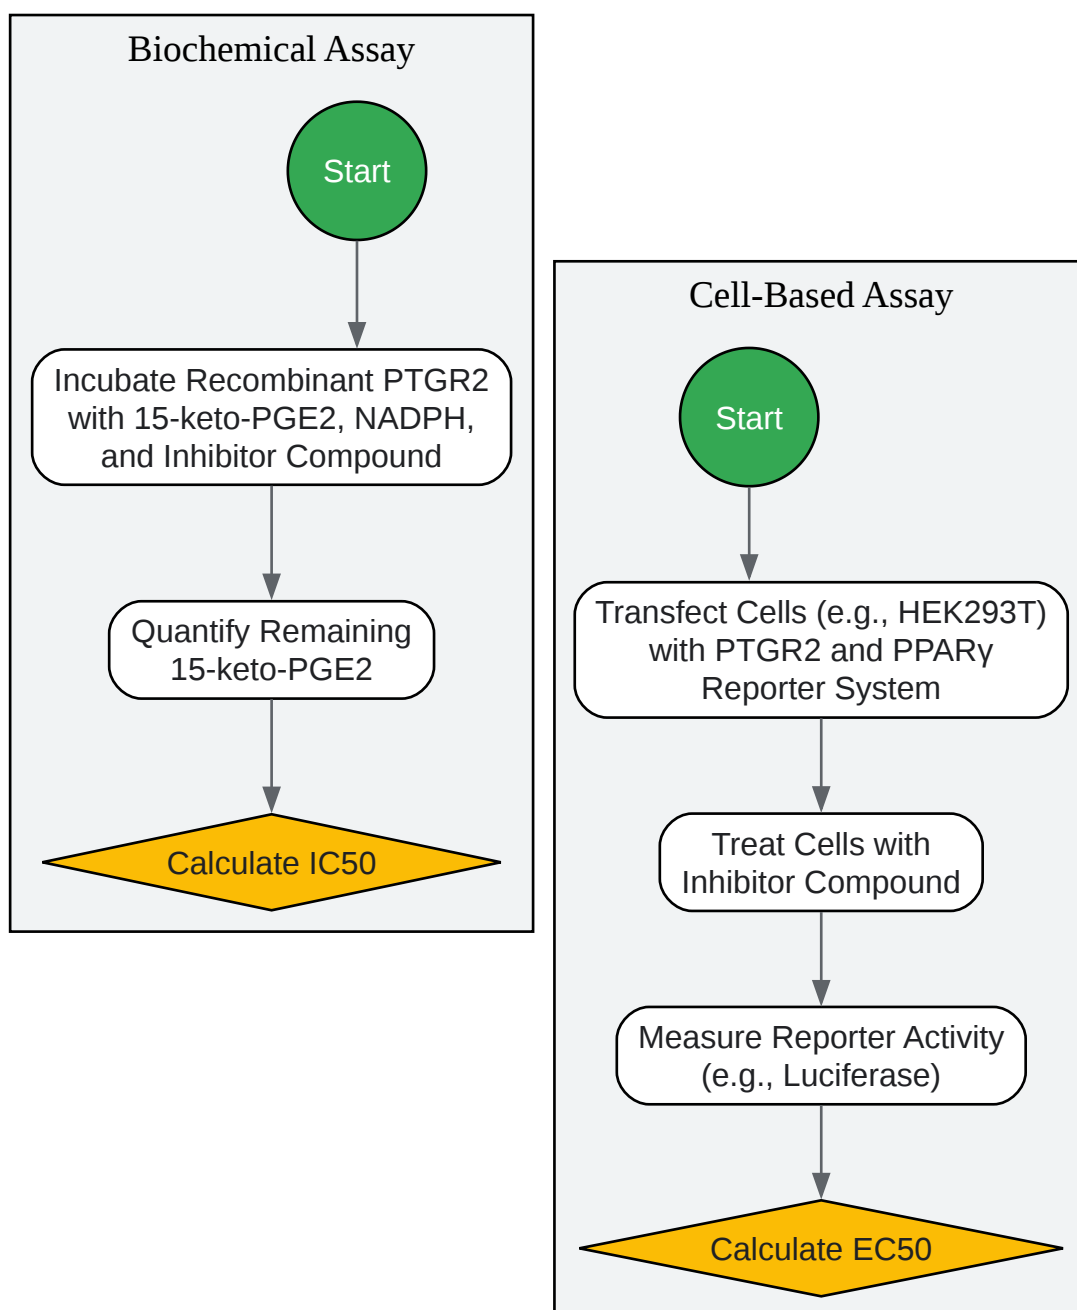 Biochemical Assay
Start
Incubate Recombinant PTGR2
with 15-keto-PGE2, NADPH,
and Inhibitor Compound
Quantify Remaining
15-keto-PGE2
Calculate IC50
Cell-Based Assay
Start
Transfect Cells (e.g., HEK293T)
with PTGR2 and PPARγ
Reporter System
Treat Cells with
Inhibitor Compound
Measure Reporter Activity
(e.g., Luciferase)
Calculate EC50